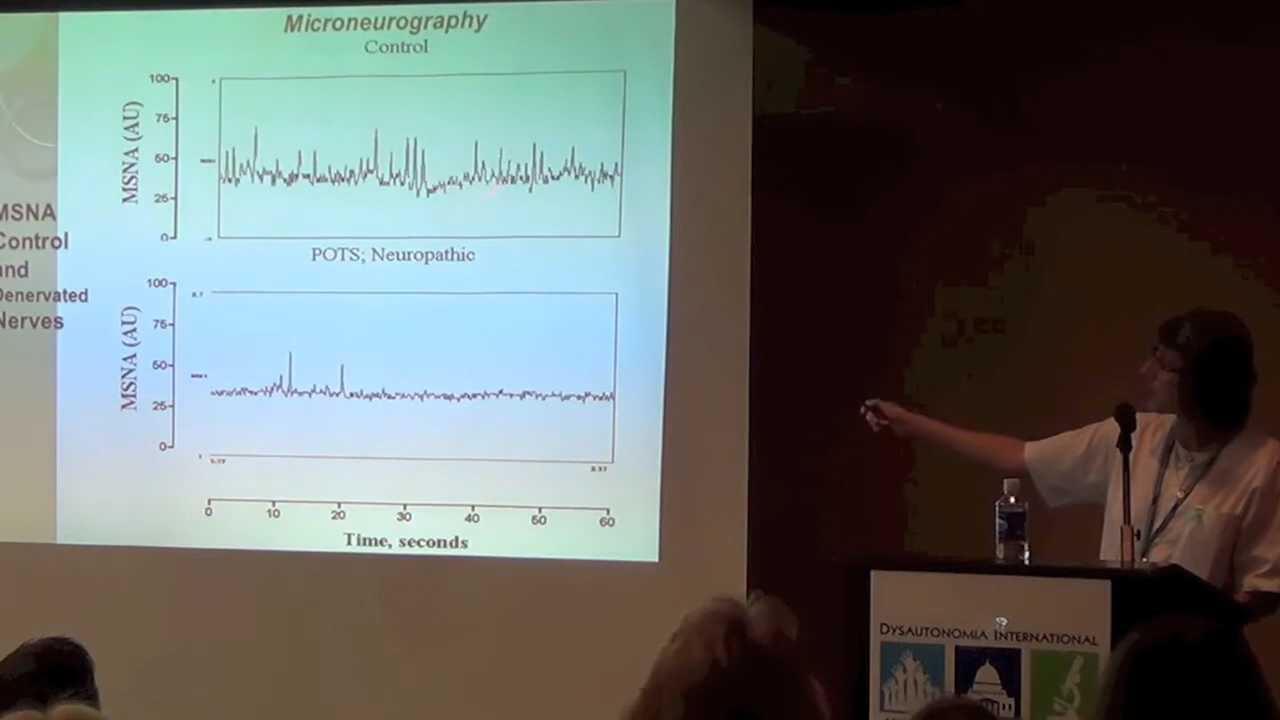 Microneurography
Control
100
75
50
25
0
MSNA (AU)
MSNA
Control
and
Denervated
Nerves
POTS; Neuropathic
100
75
50
25
0
MSNA (AU)
0 10 20 30 40 50 60
Time, seconds
DYSAUTONOMIA INTERNATIONAL